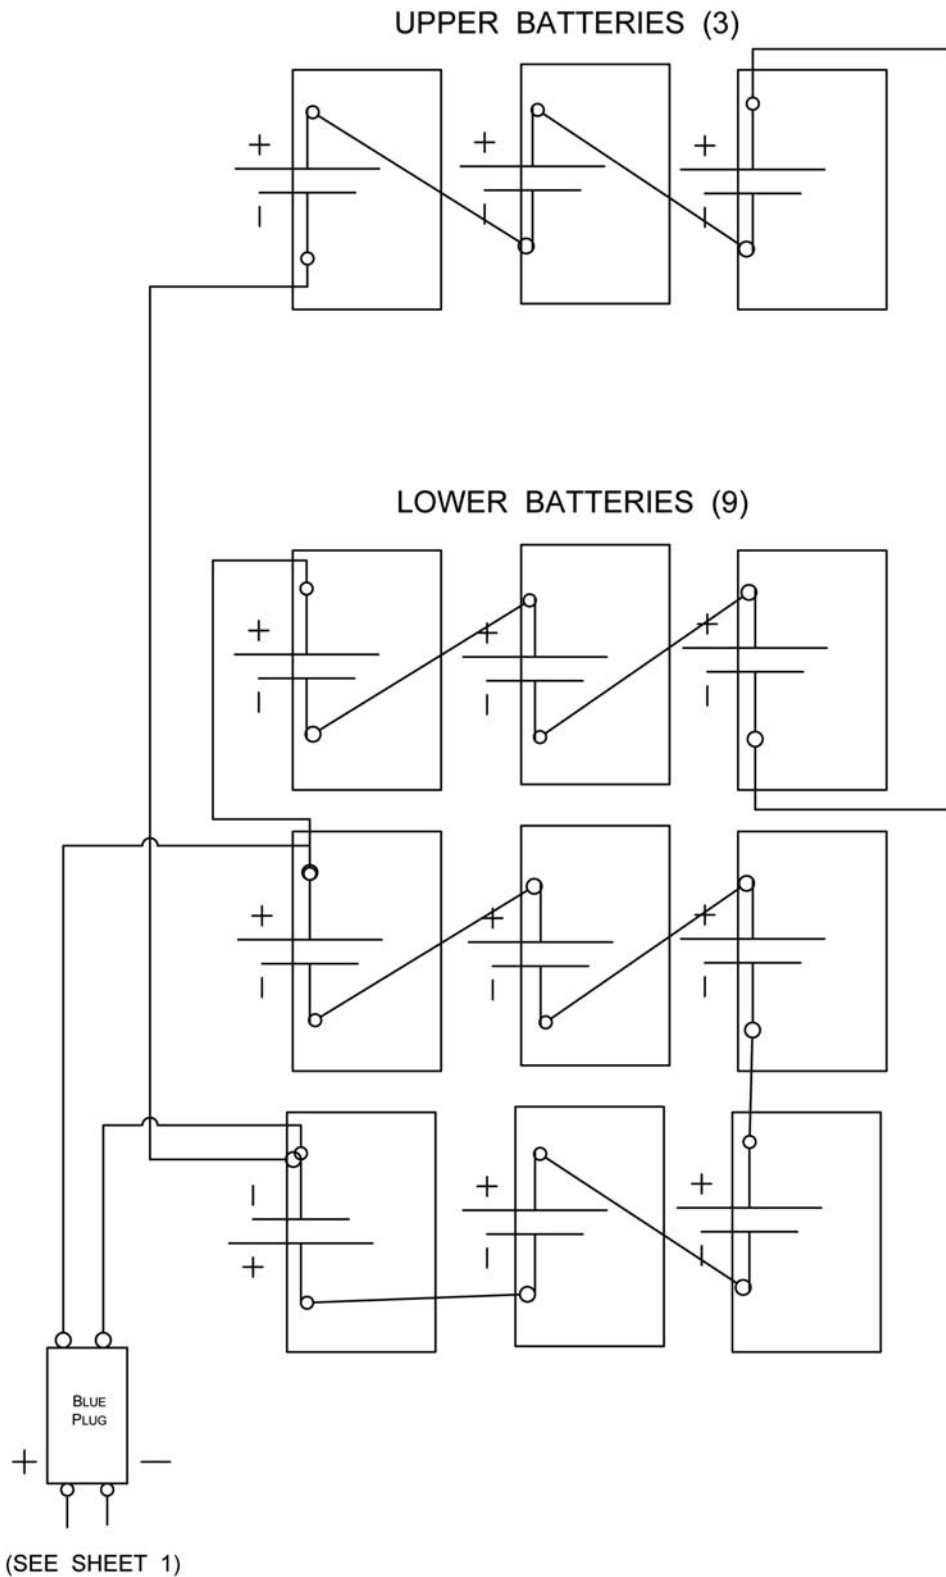 UPPER BATTERIES (3)
+ + +
− − −
LOWER BATTERIES (9)
+ + +
− − −
+ + +
− − −
− + +
+ − −
BLUE
PLUG
+ −
(SEE SHEET 1)